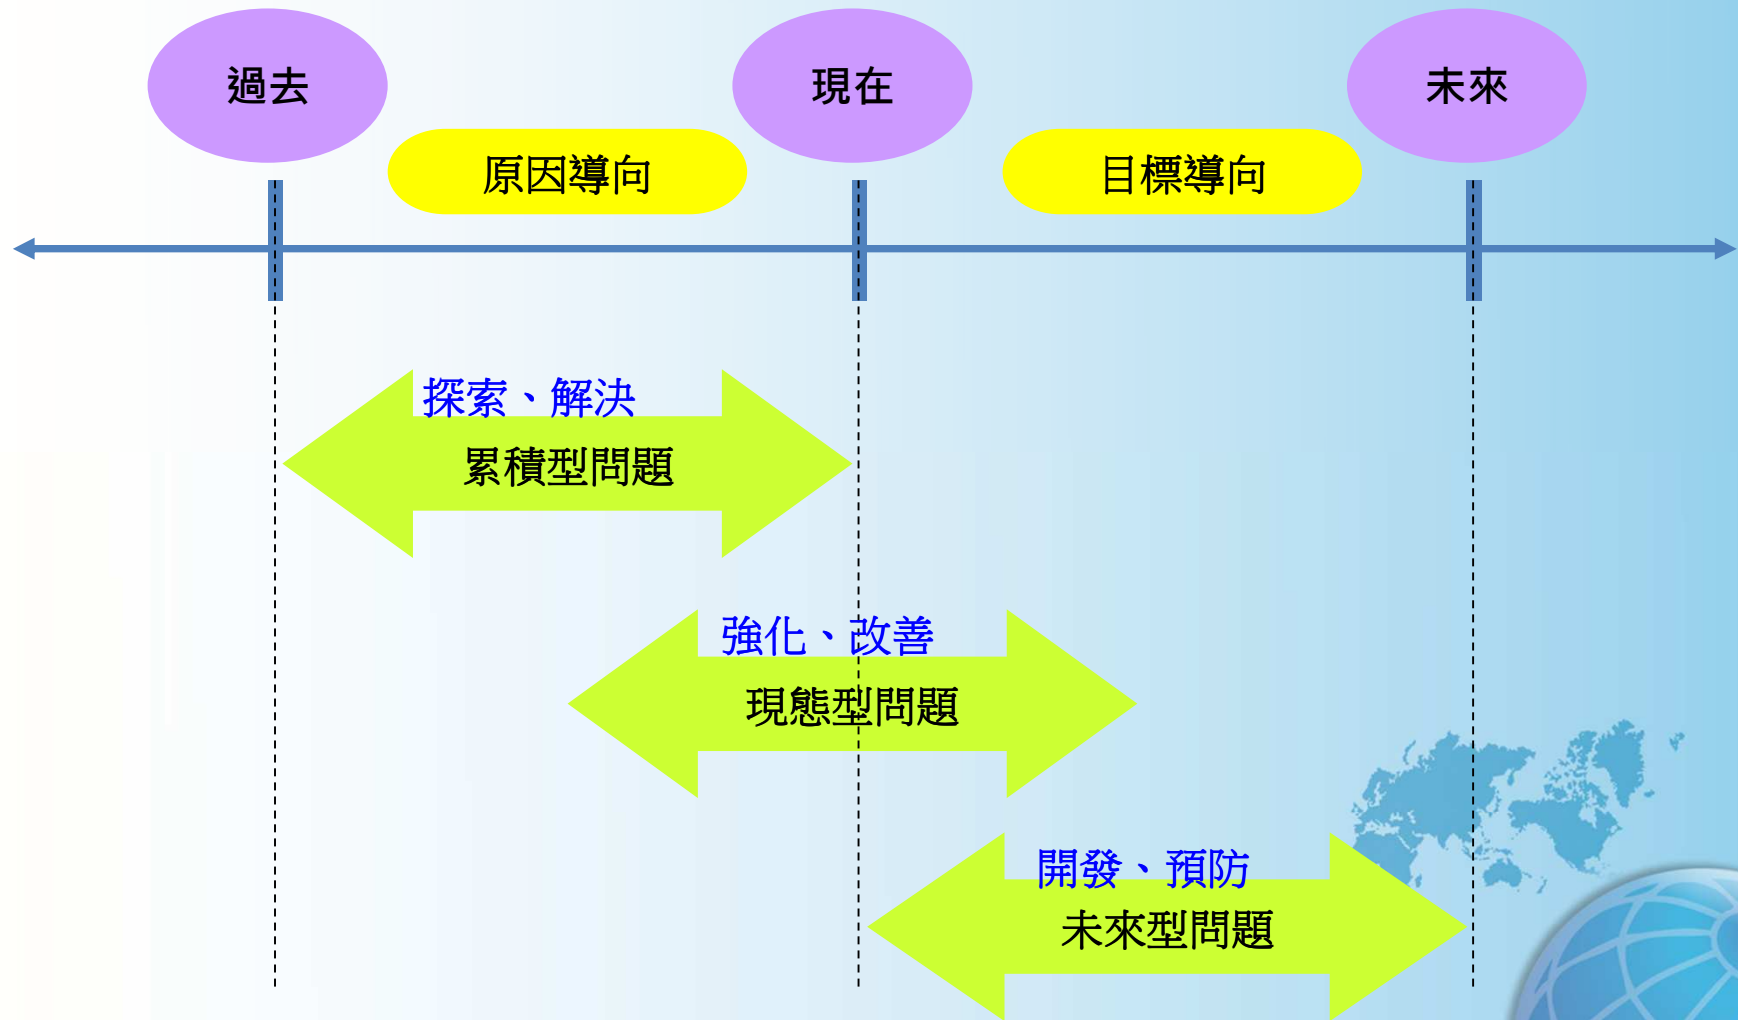 過去
現在
未來
原因導向
目標導向
探索、解決
累積型問題
強化、改善
現態型問題
開發、預防
未來型問題